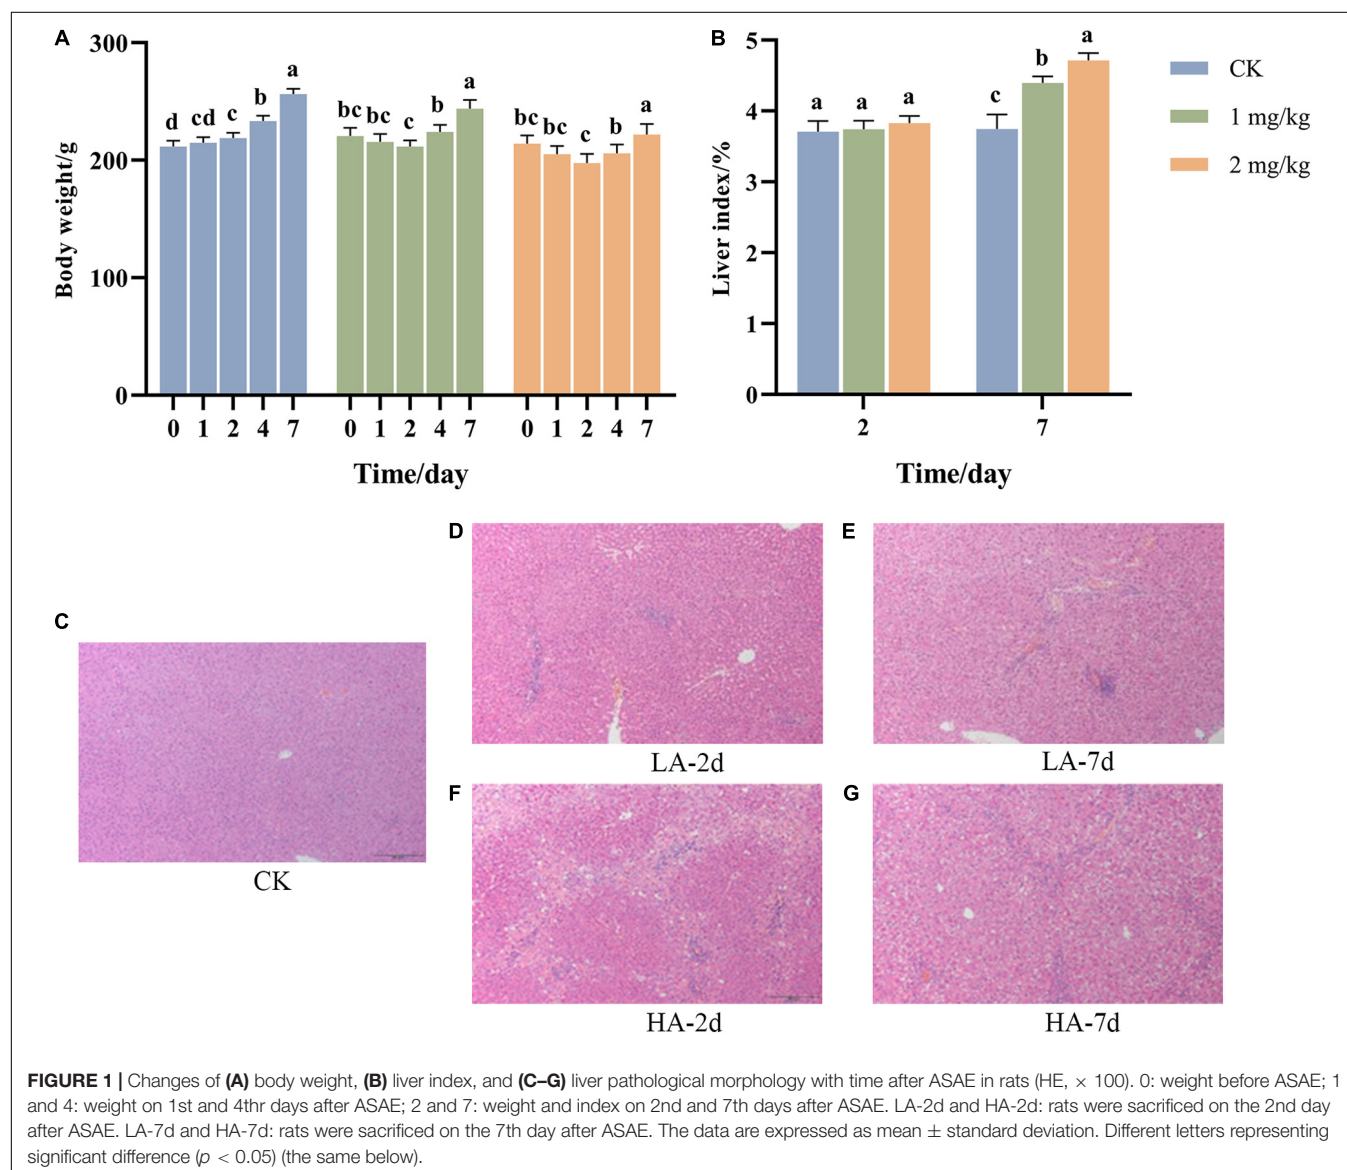 A
300
200
100
0
Body weight/g
d cd c b a
bc bc c b a
bc bc c b a
0 1 2 4 7 0 1 2 4 7 0 1 2 4 7
Time/day
B
5
4
3
2
1
0
Liver index/%
a a a
c b a
2 7
Time/day
CK
1 mg/kg
2 mg/kg
C
CK
D
LA-2d
E
LA-7d
F
HA-2d
G
HA-7d
FIGURE 1 | Changes of (A) body weight, (B) liver index, and (C–G) liver pathological morphology with time after ASAE in rats (HE, × 100). 0: weight before ASAE; 1
and 4: weight on 1st and 4thr days after ASAE; 2 and 7: weight and index on 2nd and 7th days after ASAE. LA-2d and HA-2d: rats were sacrificed on the 2nd day
after ASAE. LA-7d and HA-7d: rats were sacrificed on the 7th day after ASAE. The data are expressed as mean ± standard deviation. Different letters representing
significant difference (p < 0.05) (the same below).